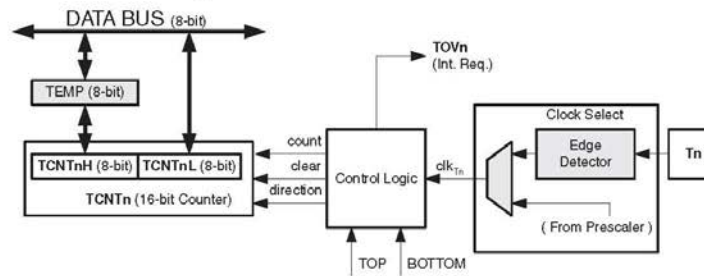 DATA BUS (8-bit)
TEMP (8-bit)
TCNTnH (8-bit) TCNTnL (8-bit)
TCNTn (16-bit Counter)
count
clear
direction
Control Logic
TOVn
(Int. Req.)
clkTn
Clock Select
Edge
Detector
Tn
( From Prescaler )
TOP
BOTTOM